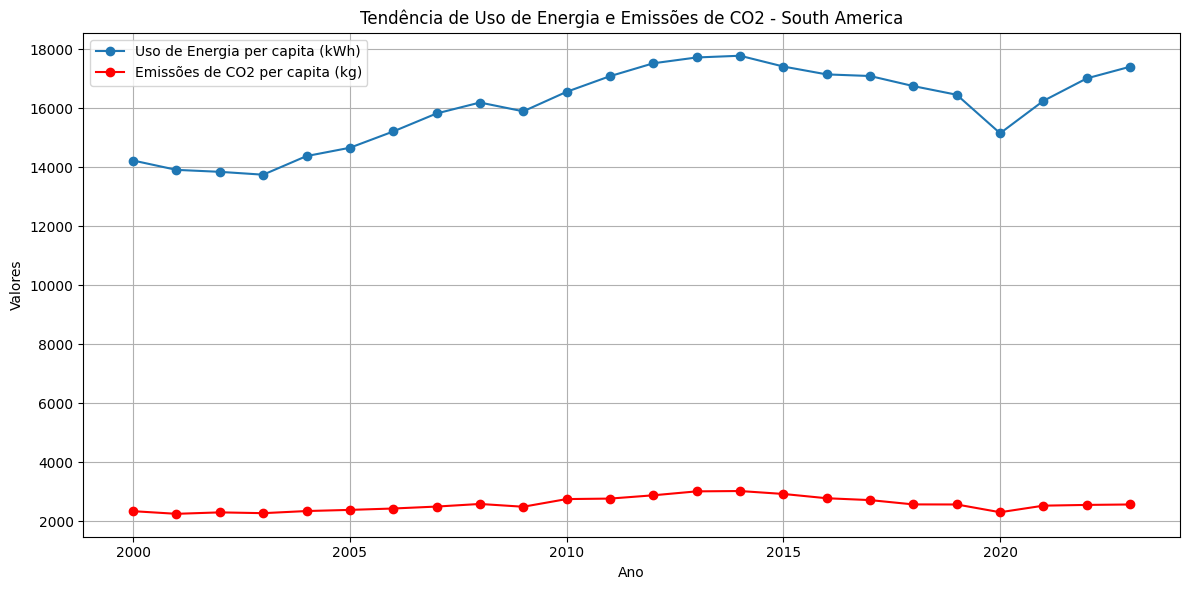 Tendência de Uso de Energia e Emissões de CO2 - South America
Uso de Energia per capita (kWh)
Emissões de CO2 per capita (kg)
18000
16000
14000
12000
10000
8000
6000
4000
2000
Valores
2000 2005 2010 2015 2020
Ano